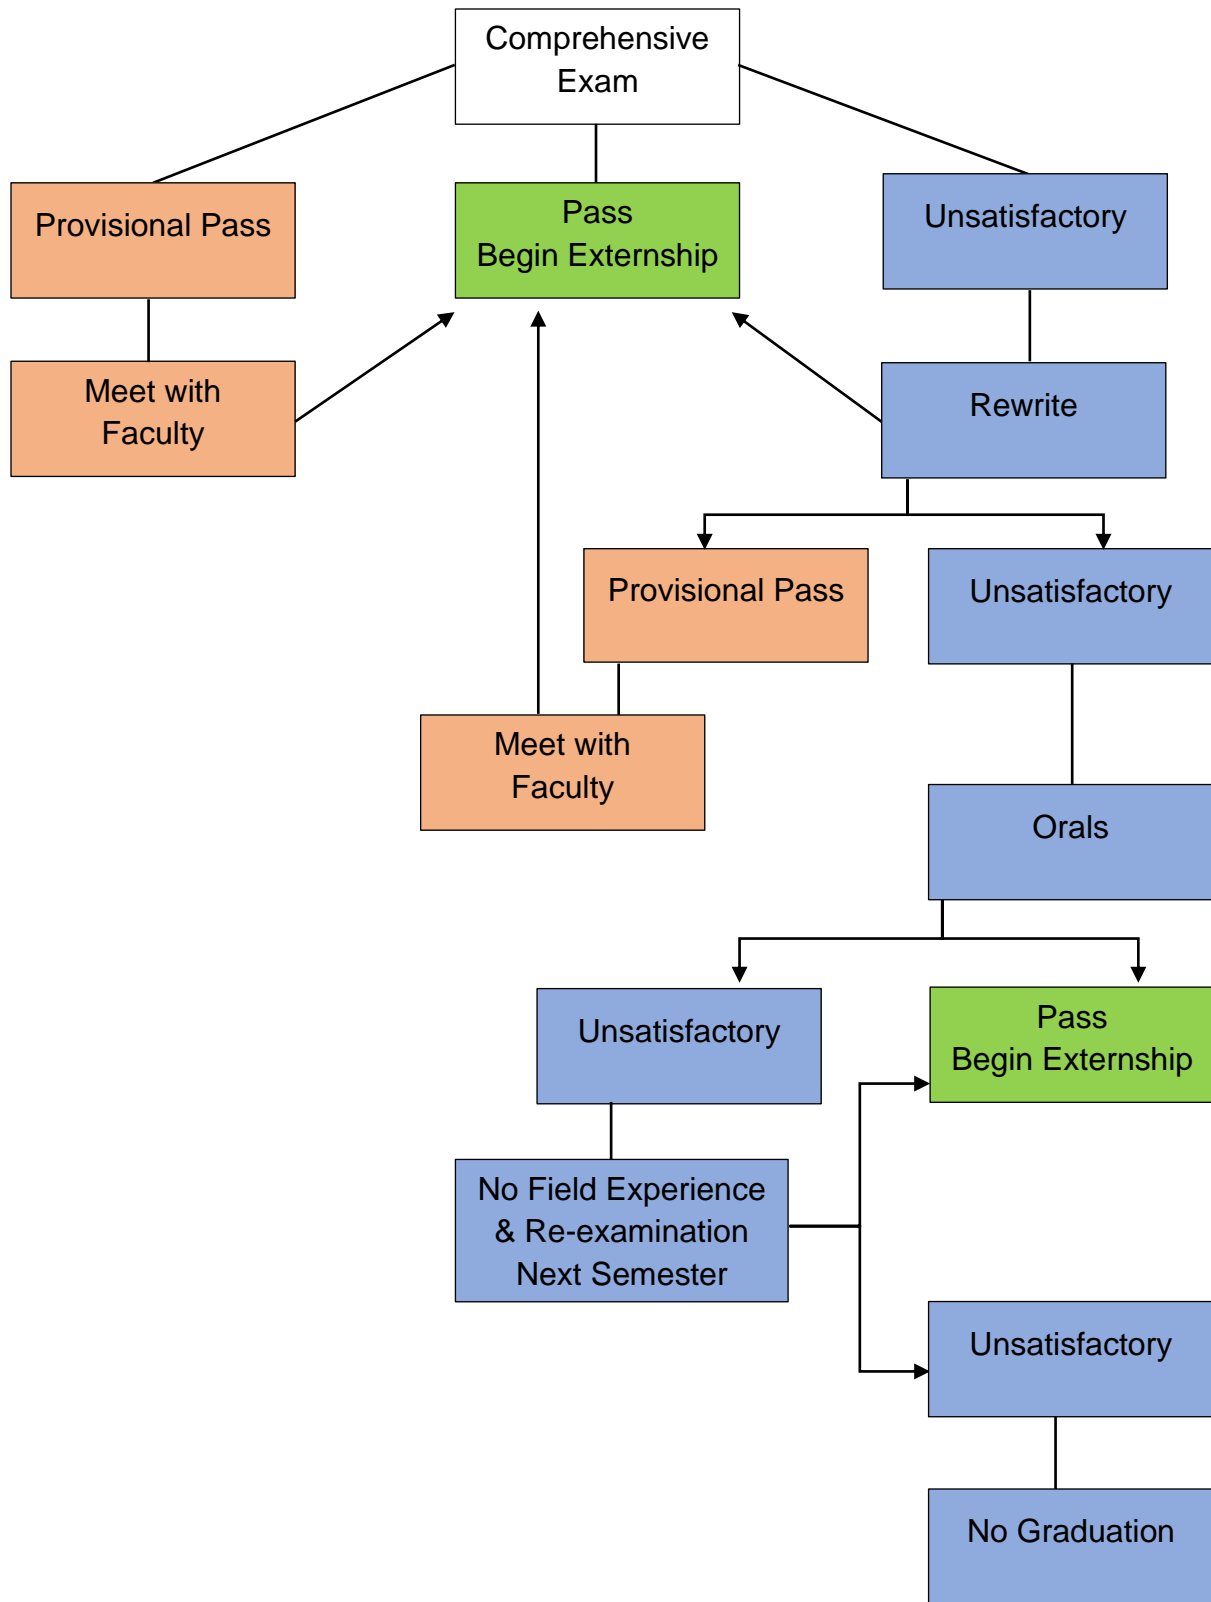 Comprehensive
Exam
Provisional Pass
Pass
Begin Externship
Unsatisfactory
Meet with
Faculty
Rewrite
Provisional Pass
Unsatisfactory
Meet with
Faculty
Orals
Unsatisfactory
Pass
Begin Externship
No Field Experience
& Re-examination
Next Semester
Unsatisfactory
No Graduation